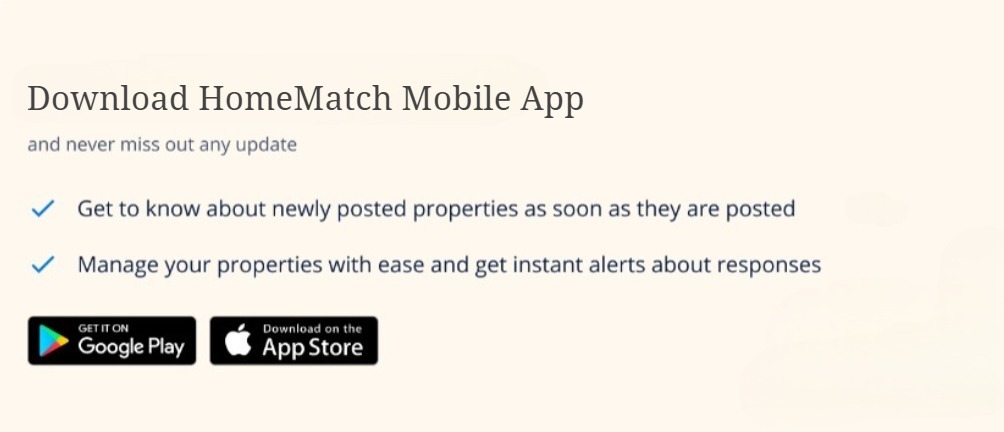 Download HomeMatch Mobile App
and never miss out any update
Get to know about newly posted properties as soon as they are posted
Manage your properties with ease and get instant alerts about responses
GET IT ON
Google Play
Download on the
App Store